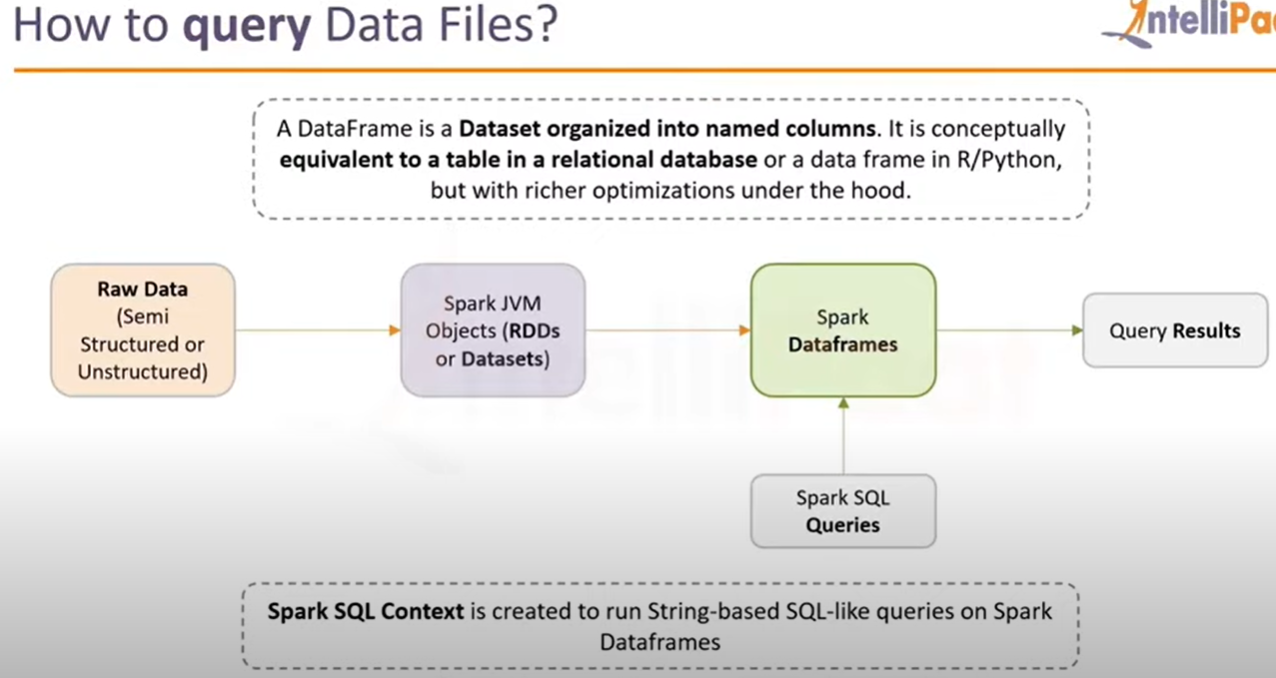 How to query Data Files?
IntelliPa
A DataFrame is a Dataset organized into named columns. It is conceptually
equivalent to a table in a relational database or a data frame in R/Python,
but with richer optimizations under the hood.
Raw Data
(Semi
Structured or
Unstructured)
Spark JVM
Objects (RDDs
or Datasets)
Spark
Dataframes
Query Results
Spark SQL
Queries
Spark SQL Context is created to run String-based SQL-like queries on Spark
Dataframes